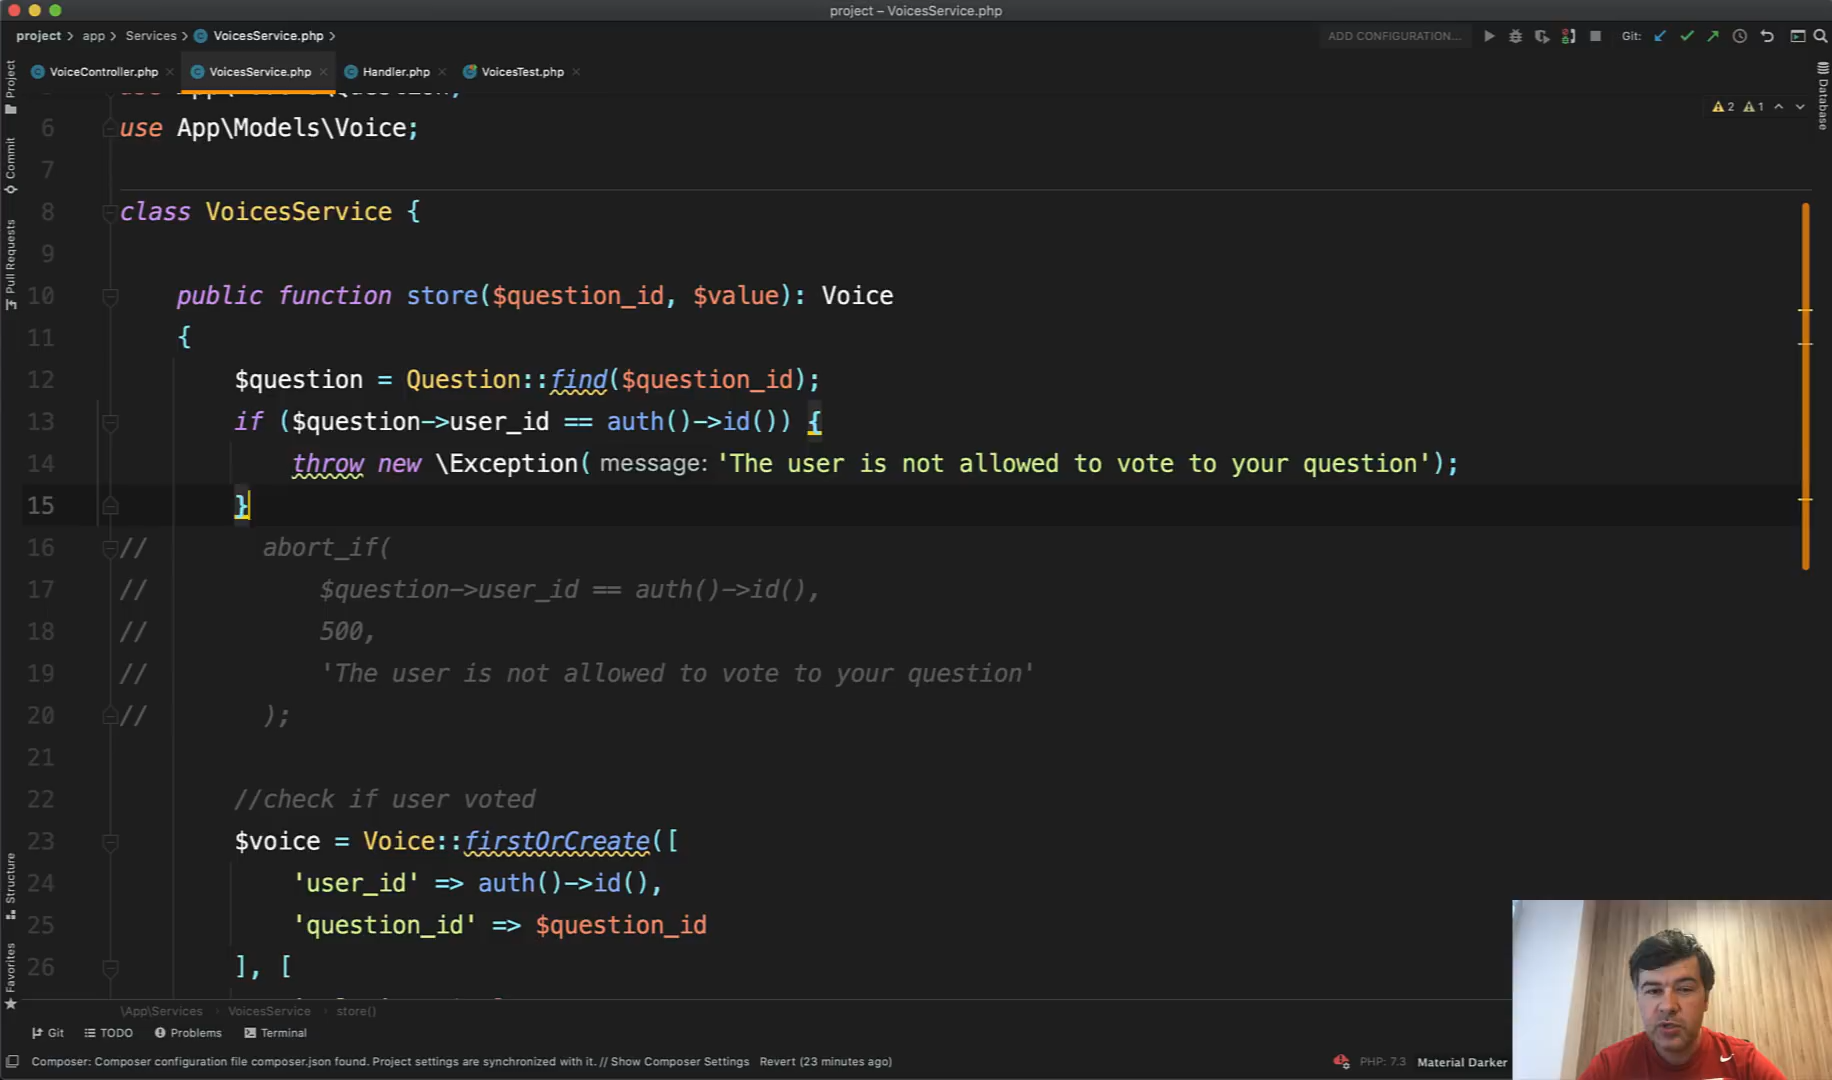 project – VoicesService.php
project > app > Services > VoicesService.php >
ADD CONFIGURATION...
Git:
VoiceController.php
VoicesService.php
Handler.php
VoicesTest.php
2 1
Project
Commit
Pull Requests
Structure
Favorites
Database
6 use App\Models\Voice;
7
8 class VoicesService {
9
10 public function store($question_id, $value): Voice
11 {
12 $question = Question::find($question_id);
13 if ($question->user_id == auth()->id()) {
14 throw new \Exception( message: 'The user is not allowed to vote to your question');
15 }
16 // abort_if(
17 // $question->user_id == auth()->id(),
18 // 500,
19 // 'The user is not allowed to vote to your question'
20 // );
21
22 //check if user voted
23 $voice = Voice::firstOrCreate([
24 'user_id' => auth()->id(),
25 'question_id' => $question_id
26 ], [
\App\Services > VoicesService > store()
Git TODO Problems Terminal
Composer: Composer configuration file composer.json found. Project settings are synchronized with it. // Show Composer Settings Revert (23 minutes ago)
PHP: 7.3 Material Darker